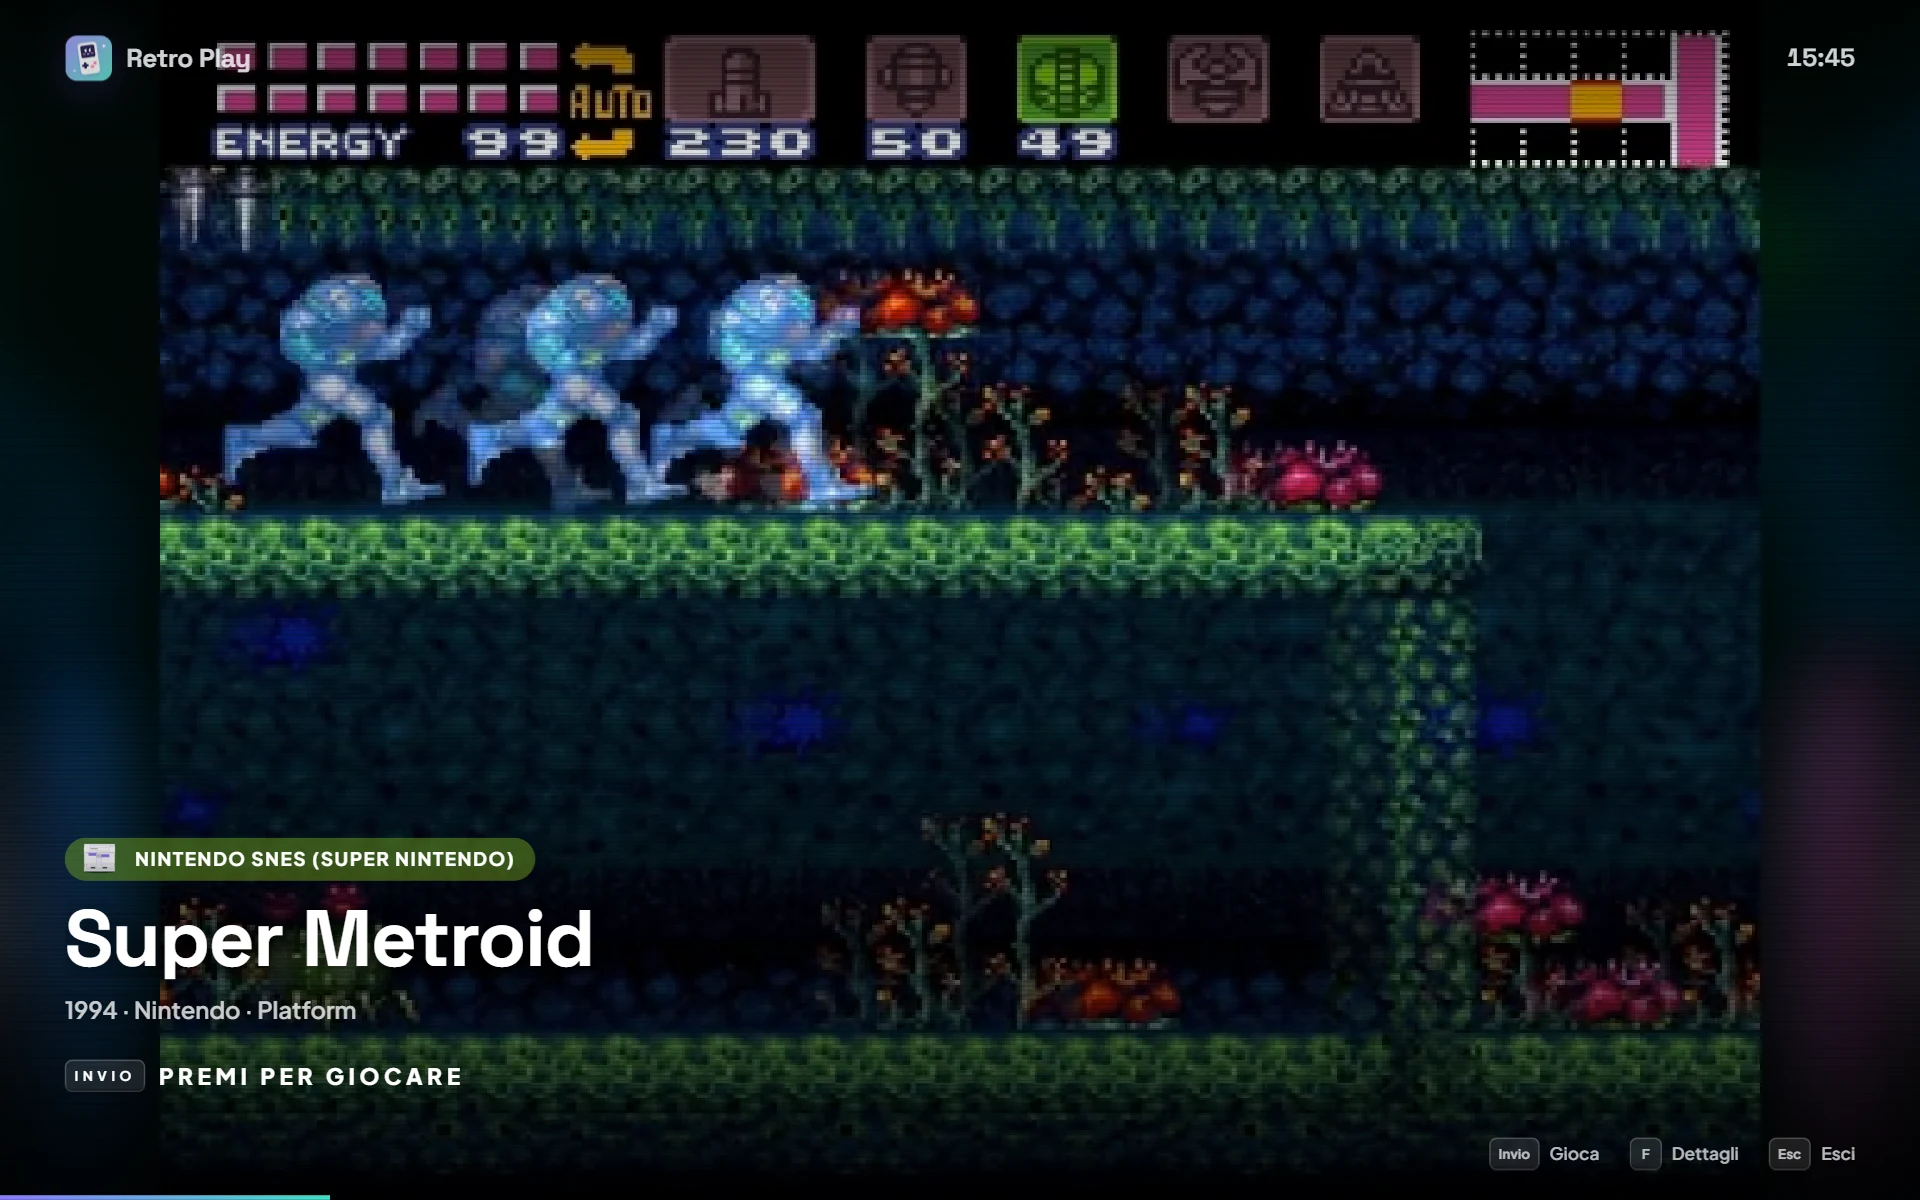 Retro Play
15:45
AUTO
ENERGY 99 230 50 49
NINTENDO SNES (SUPER NINTENDO)
Super Metroid
1994 · Nintendo · Platform
INVIO PREMI PER GIOCARE
Invio Gioca F Dettagli Esc Esci